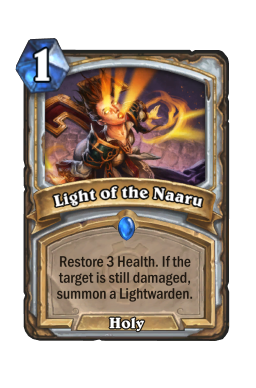 1
Light of the Naaru
Restore 3 Health. If the
target is still damaged,
summon a Lightwarden.
Holy